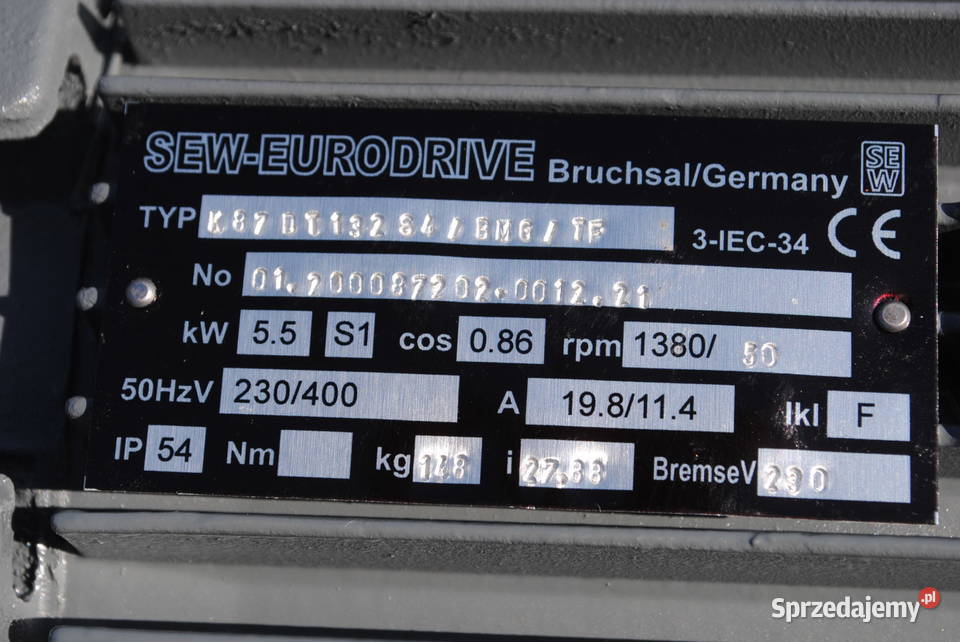 SEW-EURODRIVE Bruchsal/Germany SEW
TYP K87 DT132S4/BMG/TF 3-IEC-34 CE
No 01.200087202.0012.21
kW 5.5 S1 cos 0.86 rpm 1380/ 50
50HzV 230/400 A 19.8/11.4 Ikl F
IP 54 Nm kg 148 i 27.88 BremseV 230
Sprzedajemy.pl